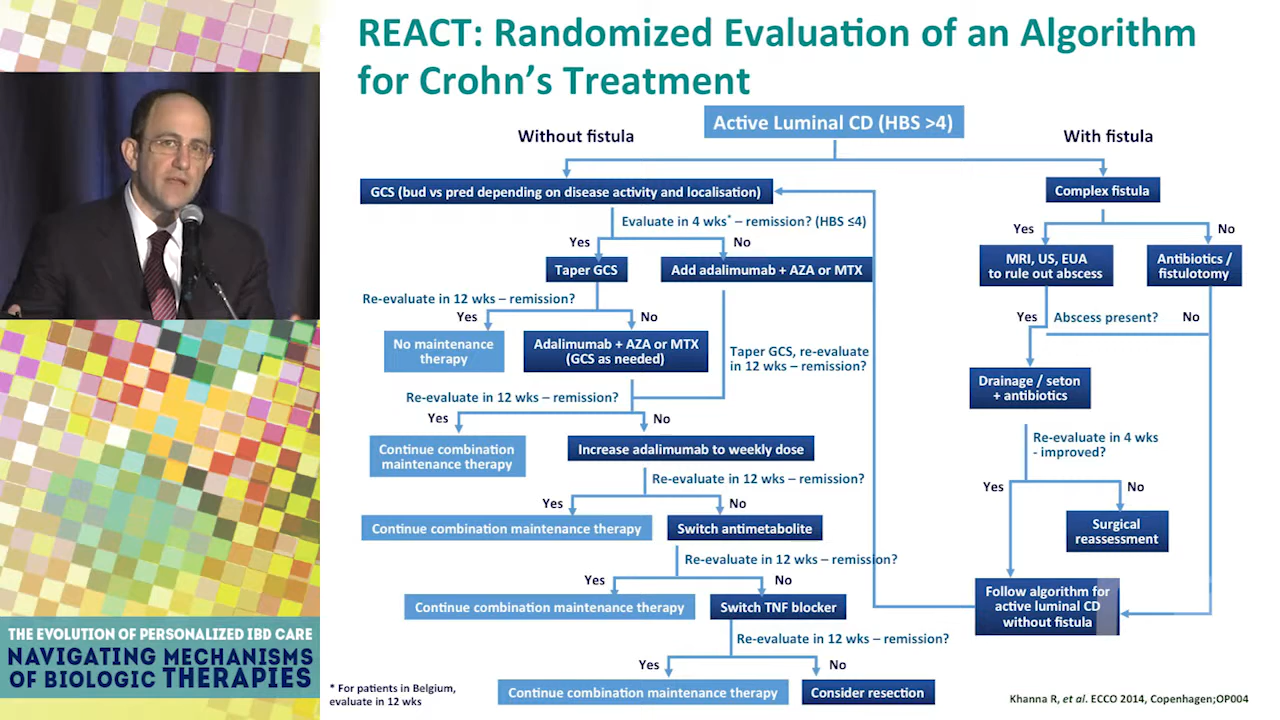 REACT: Randomized Evaluation of an Algorithm
for Crohn's Treatment
Active Luminal CD (HBS >4)
Without fistula
With fistula
GCS (bud vs pred depending on disease activity and localisation)
Complex fistula
Evaluate in 4 wks* – remission? (HBS ≤4)
Yes
No
Yes
No
Taper GCS
Add adalimumab + AZA or MTX
MRI, US, EUA
to rule out abscess
Antibiotics /
fistulotomy
Re-evaluate in 12 wks – remission?
Yes
No
Yes
Abscess present?
No
No maintenance
therapy
Adalimumab + AZA or MTX
(GCS as needed)
Taper GCS, re-evaluate
in 12 wks – remission?
Drainage / seton
+ antibiotics
Re-evaluate in 12 wks – remission?
Yes
No
Continue combination
maintenance therapy
Increase adalimumab to weekly dose
Re-evaluate in 4 wks
- improved?
Re-evaluate in 12 wks – remission?
Yes
No
Yes
No
Continue combination maintenance therapy
Switch antimetabolite
Surgical
reassessment
Re-evaluate in 12 wks – remission?
Yes
No
Continue combination maintenance therapy
Switch TNF blocker
Follow algorithm for
active luminal CD
without fistula
Re-evaluate in 12 wks – remission?
Yes
No
Continue combination maintenance therapy
Consider resection
* For patients in Belgium,
evaluate in 12 wks
Khanna R, et al. ECCO 2014, Copenhagen;OP004
THE EVOLUTION OF PERSONALIZED IBD CARE
NAVIGATING MECHANISMS
OF BIOLOGIC THERAPIES